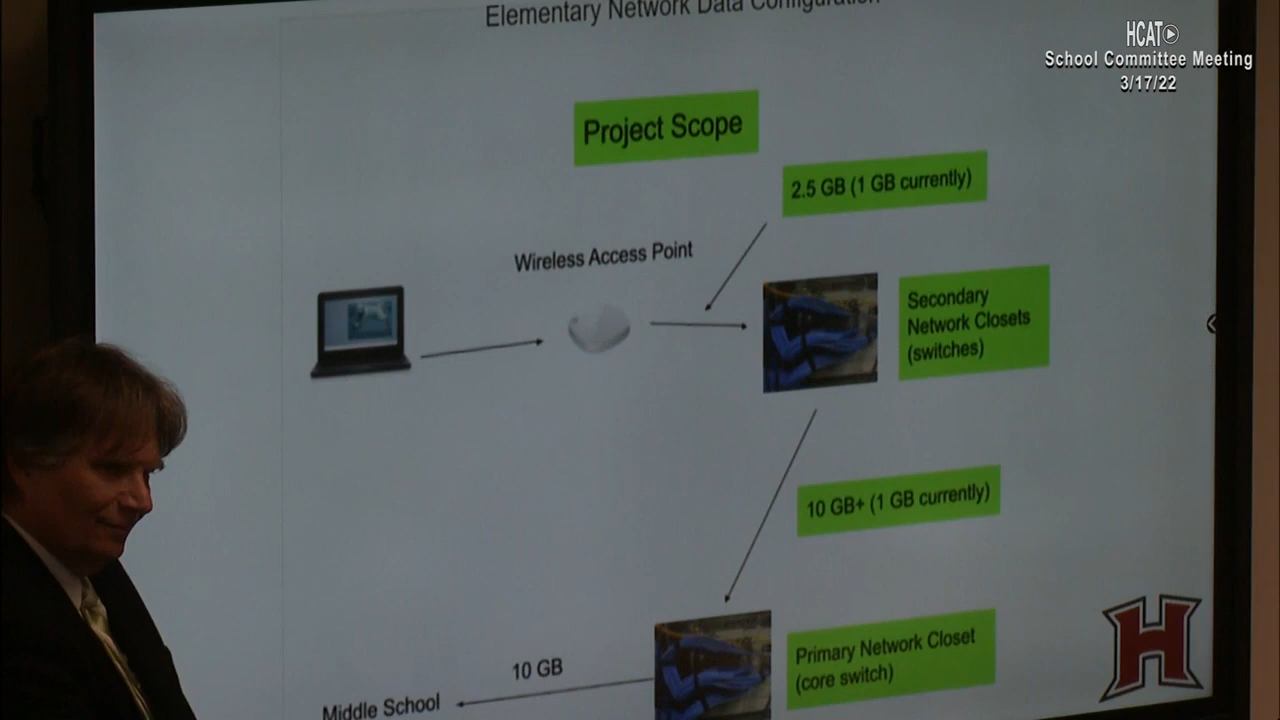 Elementary Network Data Configuration
HCAT
School Committee Meeting
3/17/22
Project Scope
2.5 GB (1 GB currently)
Wireless Access Point
Secondary
Network Closets
(switches)
10 GB+ (1 GB currently)
Primary Network Closet
(core switch)
10 GB
Middle School
H